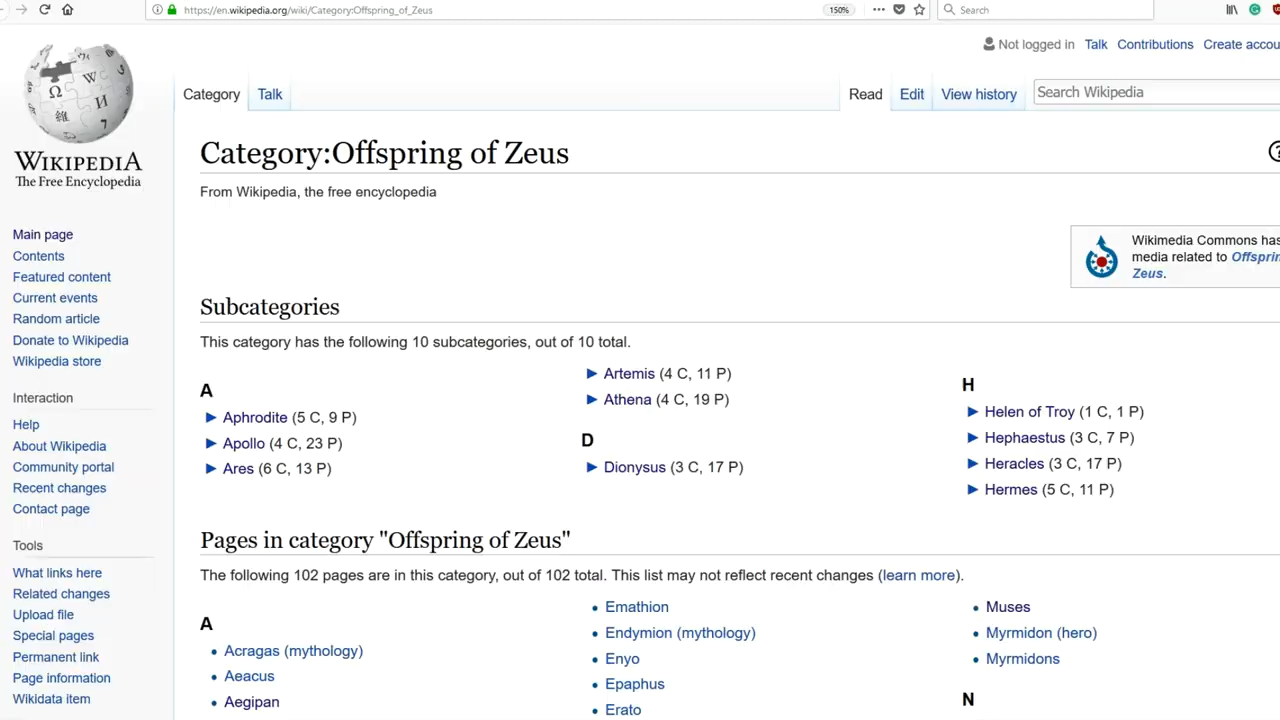 https://en.wikipedia.org/wiki/Category:Offspring_of_Zeus
150%
Search
Not logged in Talk Contributions Create accou
Category Talk
Read Edit View history
Search Wikipedia
WIKIPEDIA
The Free Encyclopedia
Main page
Contents
Featured content
Current events
Random article
Donate to Wikipedia
Wikipedia store
Interaction
Help
About Wikipedia
Community portal
Recent changes
Contact page
Tools
What links here
Related changes
Upload file
Special pages
Permanent link
Page information
Wikidata item
Category:Offspring of Zeus
From Wikipedia, the free encyclopedia
Wikimedia Commons has
media related to Offsprin
Zeus.
Subcategories
This category has the following 10 subcategories, out of 10 total.
A
► Aphrodite (5 C, 9 P)
► Apollo (4 C, 23 P)
► Ares (6 C, 13 P)
► Artemis (4 C, 11 P)
► Athena (4 C, 19 P)
D
► Dionysus (3 C, 17 P)
H
► Helen of Troy (1 C, 1 P)
► Hephaestus (3 C, 7 P)
► Heracles (3 C, 17 P)
► Hermes (5 C, 11 P)
Pages in category "Offspring of Zeus"
The following 102 pages are in this category, out of 102 total. This list may not reflect recent changes (learn more).
A
• Acragas (mythology)
• Aeacus
• Aegipan
• Emathion
• Endymion (mythology)
• Enyo
• Epaphus
• Erato
• Muses
• Myrmidon (hero)
• Myrmidons
N